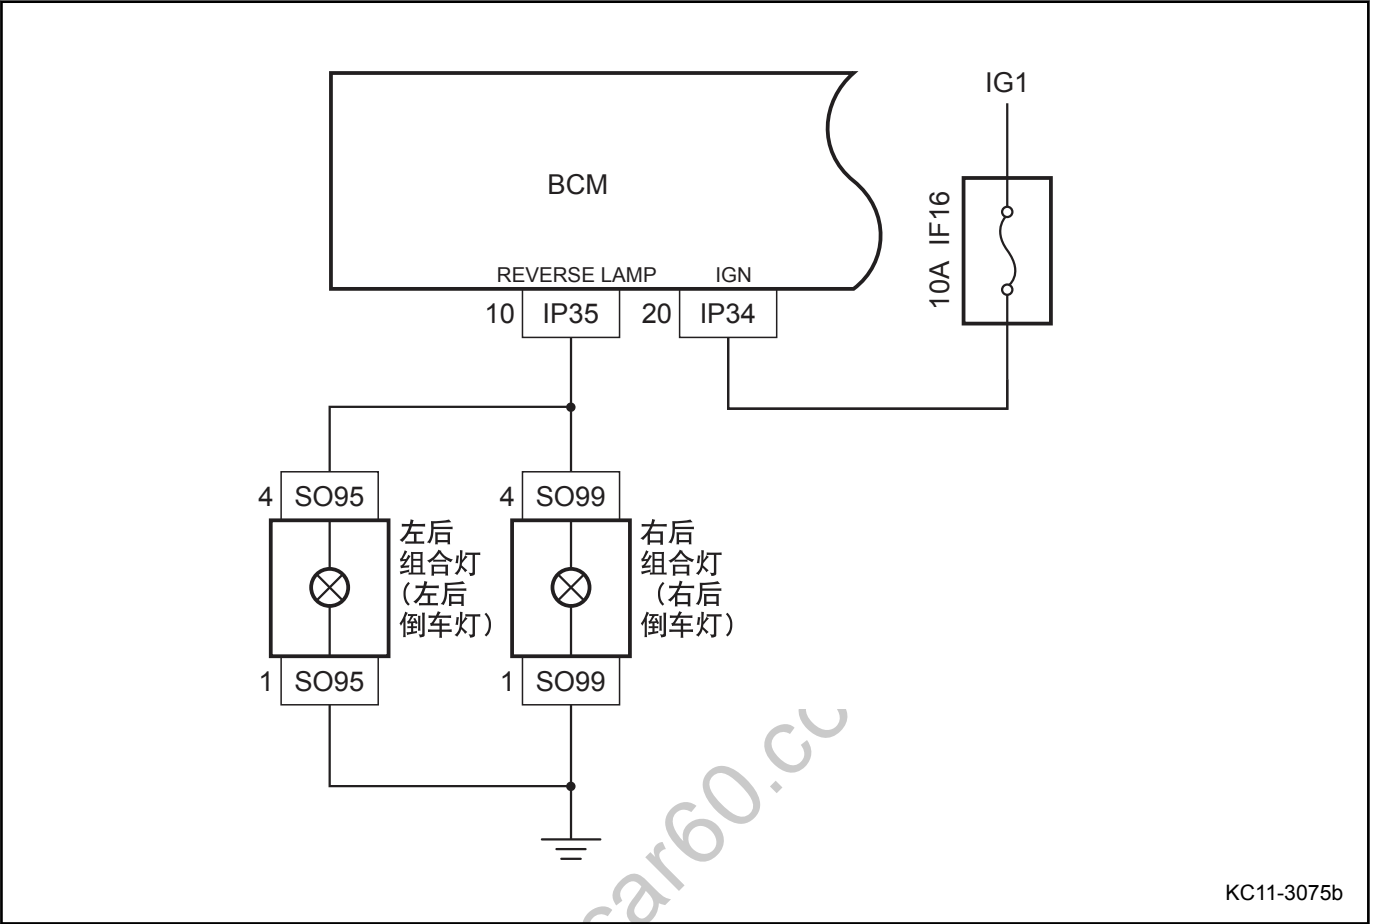 IG1
BCM
10A IF16
REVERSE LAMP IGN
10 IP35 20 IP34
4 SO95 4 SO99
左后
组合灯
（左后
倒车灯）
右后
组合灯
（右后
倒车灯）
1 SO95 1 SO99
car60.co
KC11-3075b